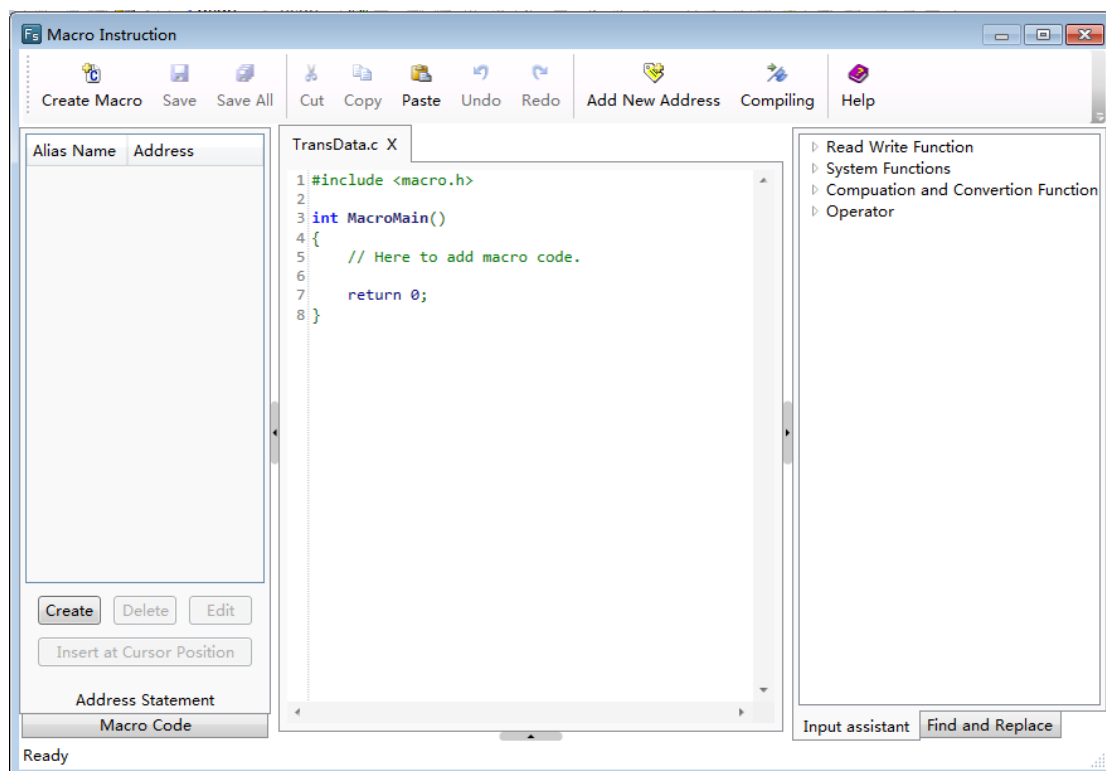 Fs Macro Instruction
Create Macro Save Save All Cut Copy Paste Undo Redo Add New Address Compiling Help
Alias Name Address
TransData.c X
1 #include <macro.h>
2
3 int MacroMain()
4 {
5 // Here to add macro code.
6
7 return 0;
8 }
Read Write Function
System Functions
Compuation and Convertion Function
Operator
Create Delete Edit
Insert at Cursor Position
Address Statement
Macro Code
Input assistant Find and Replace
Ready